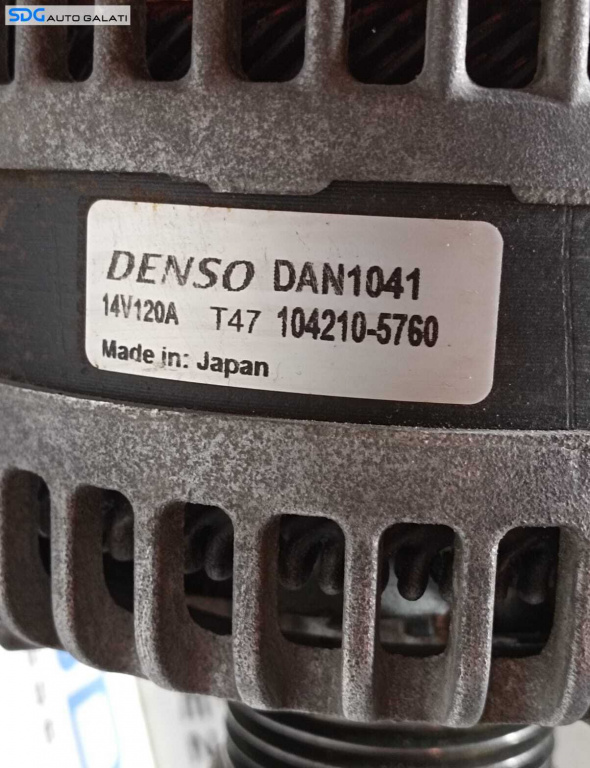 SDG AUTO GALATI
DENSO DAN1041
14V120A T47 104210-5760
Made in: Japan